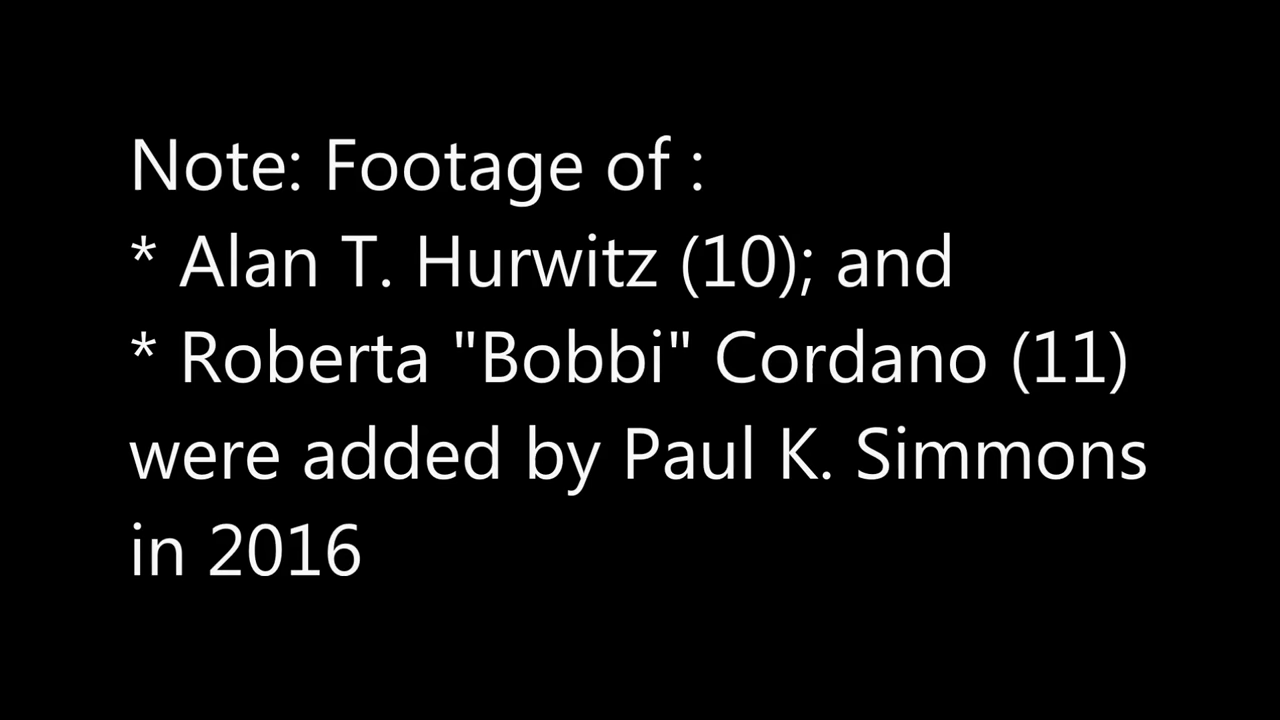 Note: Footage of :
* Alan T. Hurwitz (10); and
* Roberta "Bobbi" Cordano (11)
were added by Paul K. Simmons
in 2016